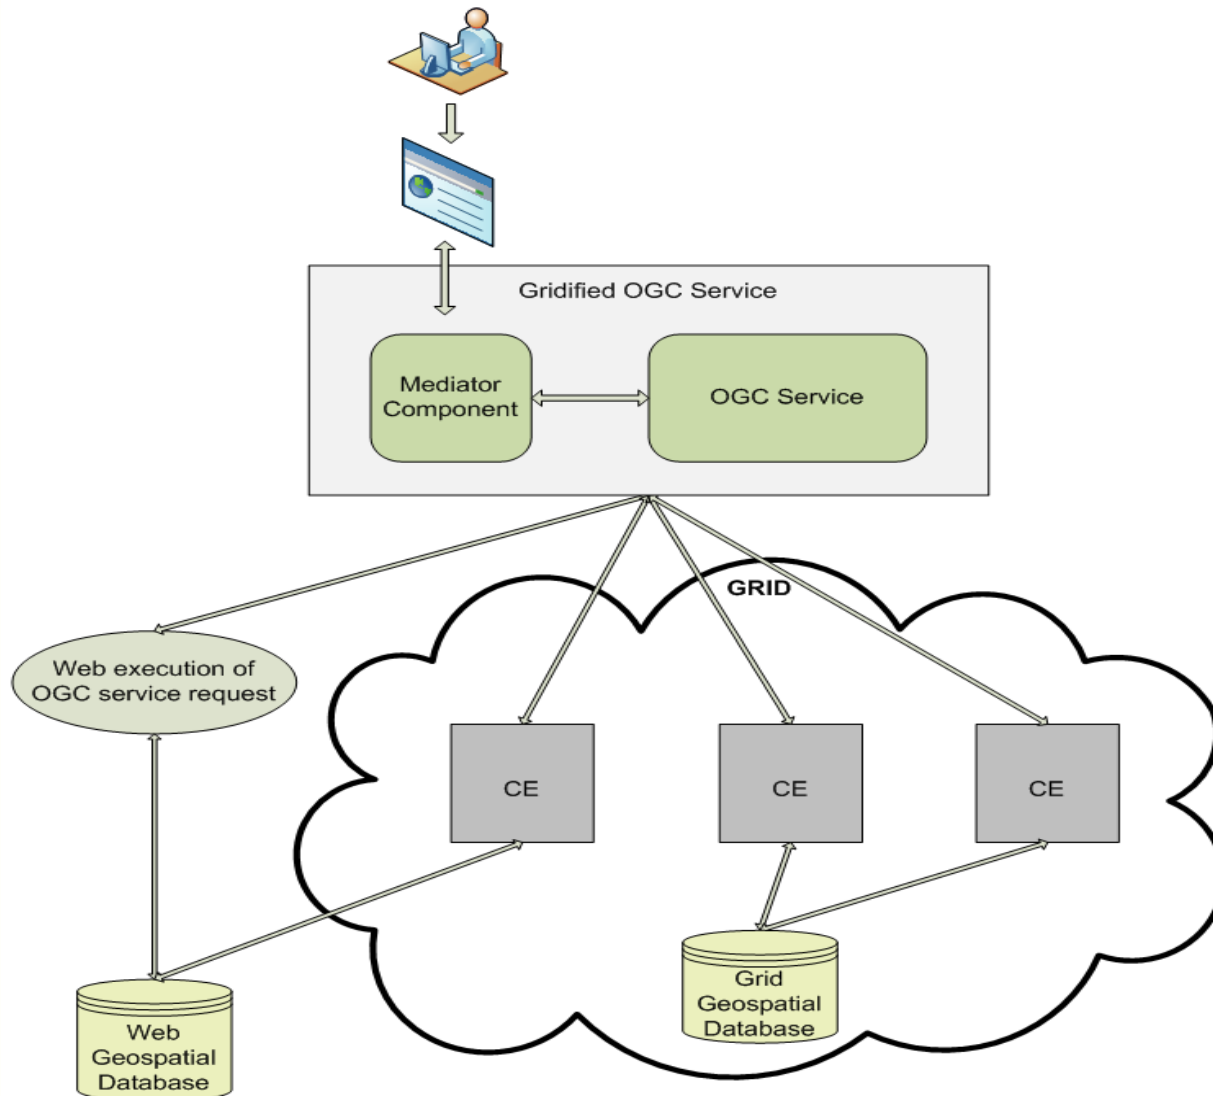 Gridified OGC Service
Mediator
Component
OGC Service
GRID
Web execution of
OGC service request
CE
CE
CE
Grid
Geospatial
Database
Web
Geospatial
Database